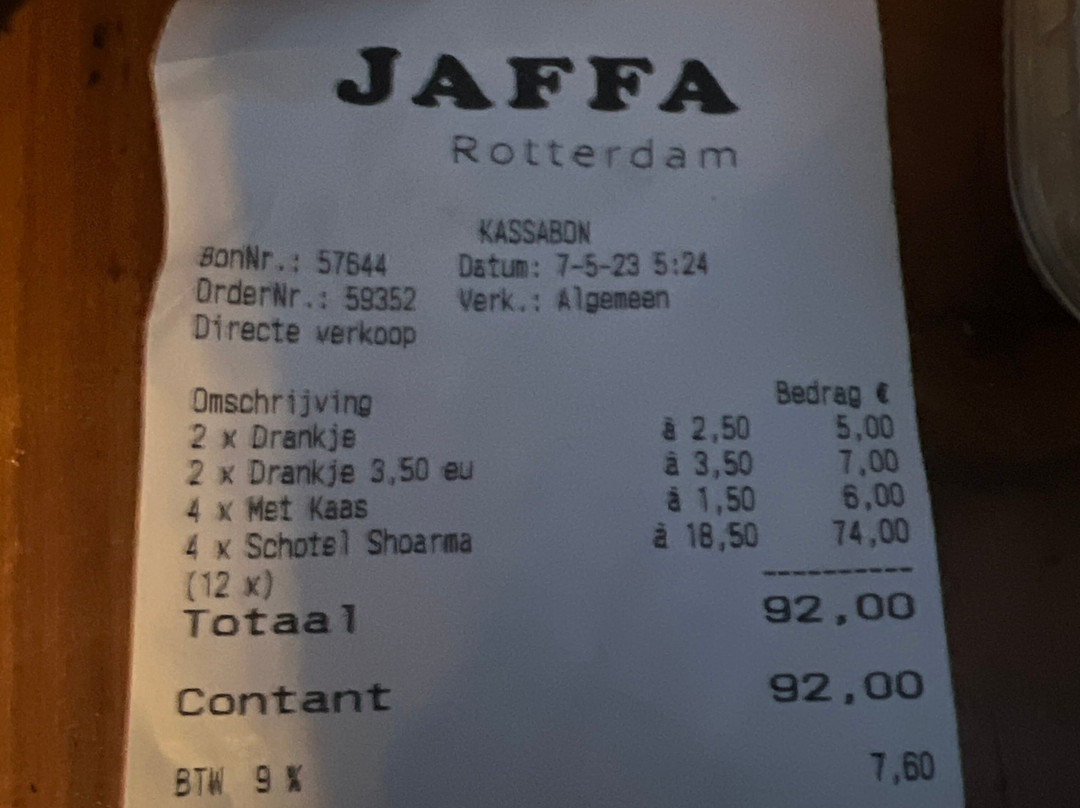 JAFFA
Rotterdam
KASSABON
BonNr.: 57644 Datum: 7-5-23 5:24
OrderNr.: 59352 Verk.: Algemeen
Directe verkoop
Omschrijving Bedrag €
2 x Drankje à 2,50 5,00
2 x Drankje 3,50 eu à 3,50 7,00
4 x Met Kaas à 1,50 6,00
4 x Schotel Shoarma à 18,50 74,00
(12 x) ----------
Totaal 92,00
Contant 92,00
BTW 9 % 7,60